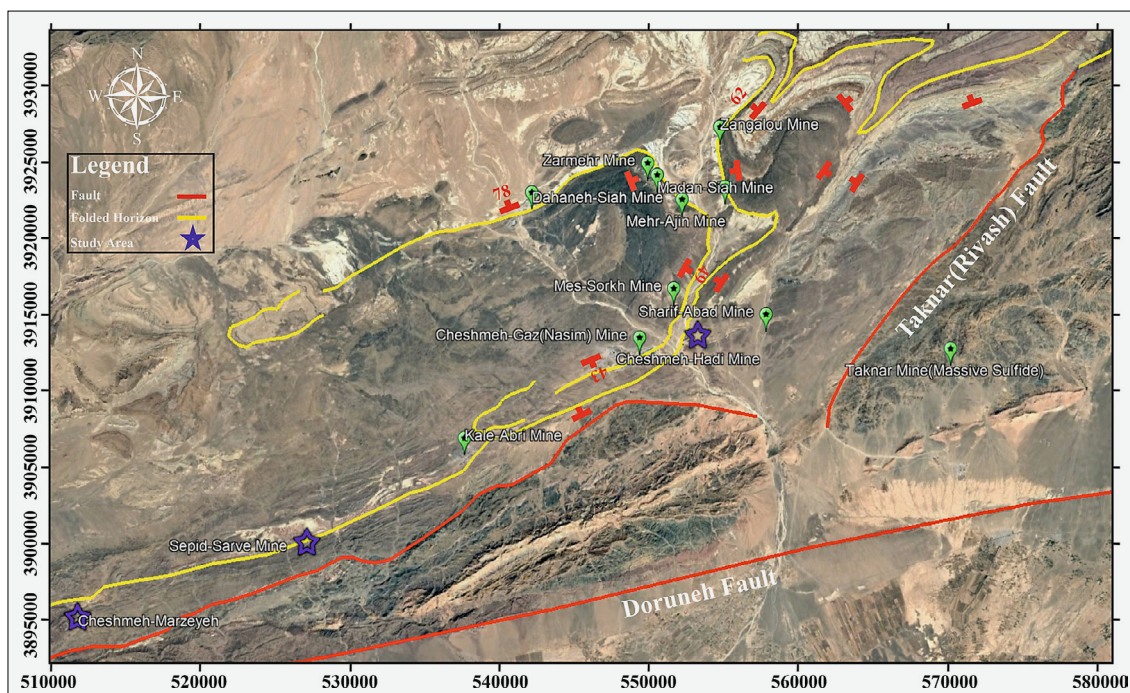 N
W
E
S
Legend
Fault
Folded Horizon
Study Area
62
Zangalou Mine
Zarmehr Mine
Madan-Siah Mine
78
Dahaneh-Siah Mine
Mehr-Ajin Mine
Taknar(Rivash) Fault
61
Mes-Sorkh Mine
Sharif-Abad Mine
Cheshmeh-Gaz(Nasim) Mine
Cheshmeh-Hadi Mine
Taknar Mine(Massive Sulfide)
43
Kale-Abri Mine
Sepid-Sarve Mine
Doruneh Fault
Cheshmeh-Marzeyeh
3930000
3925000
3920000
3915000
3910000
3905000
3900000
3895000
510000 520000 530000 540000 550000 560000 570000 580000